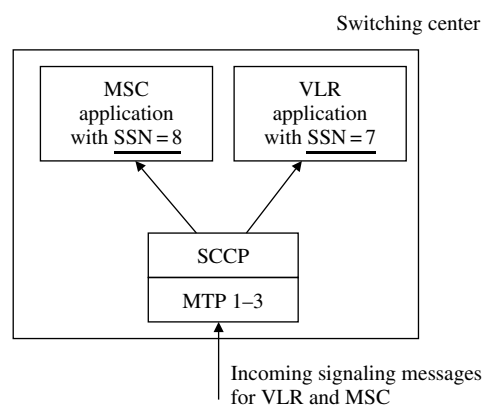 Switching center
MSC
application
with SSN = 8
VLR
application
with SSN = 7
SCCP
MTP 1–3
Incoming signaling messages
for VLR and MSC